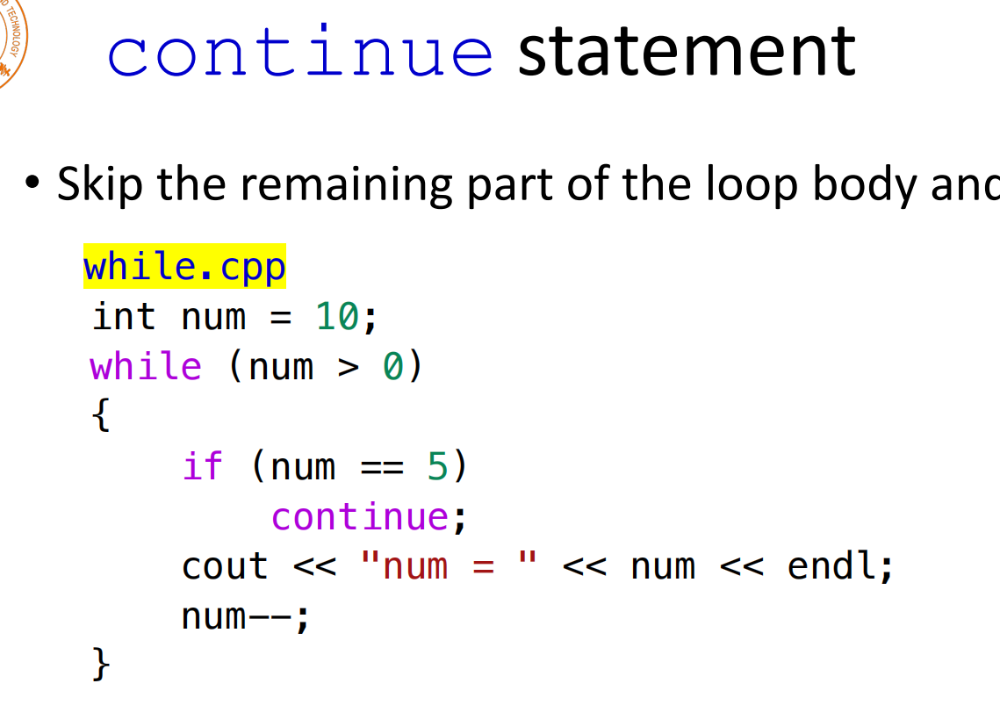 D TECHNOLOGY
continue statement
• Skip the remaining part of the loop body and
while.cpp
int num = 10;
while (num > 0)
{
    if (num == 5)
        continue;
    cout << "num = " << num << endl;
    num--;
}